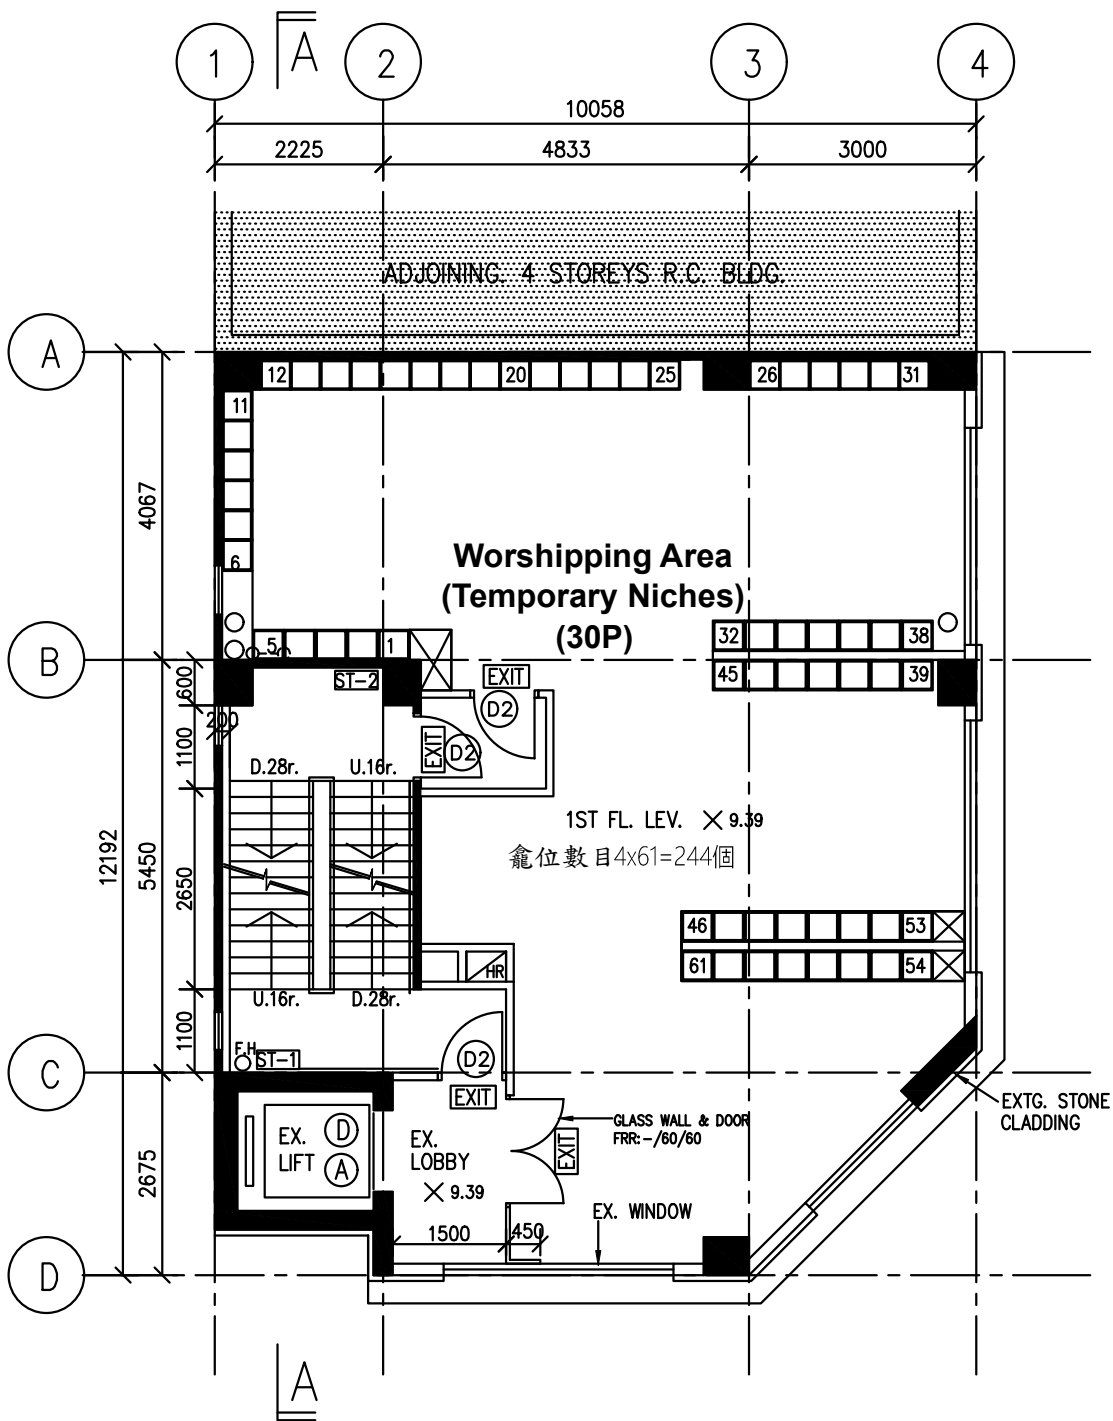 A
1
2
3
4
10058
2225
4833
3000
ADJOINING. 4 STOREYS R.C. BLDG.
A
12
20
25
26
31
11
4067
6
Worshipping Area
(Temporary Niches)
(30P)
32
38
5
1
B
45
39
600
ST-2
EXIT
D2
200
1100
EXIT
D2
D.28r.
U.16r.
1ST FL. LEV.
9.39
龕位數目4x61=244個
12192
5450
2650
46
53
61
54
HR
U.16r.
D.28r.
1100
F.H
ST-1
D2
C
EXIT
EXTG. STONE
CLADDING
GLASS WALL & DOOR
FRR:-/60/60
EX.
LIFT
D
A
EX.
LOBBY
EXIT
9.39
2675
1500
450
EX. WINDOW
D
A